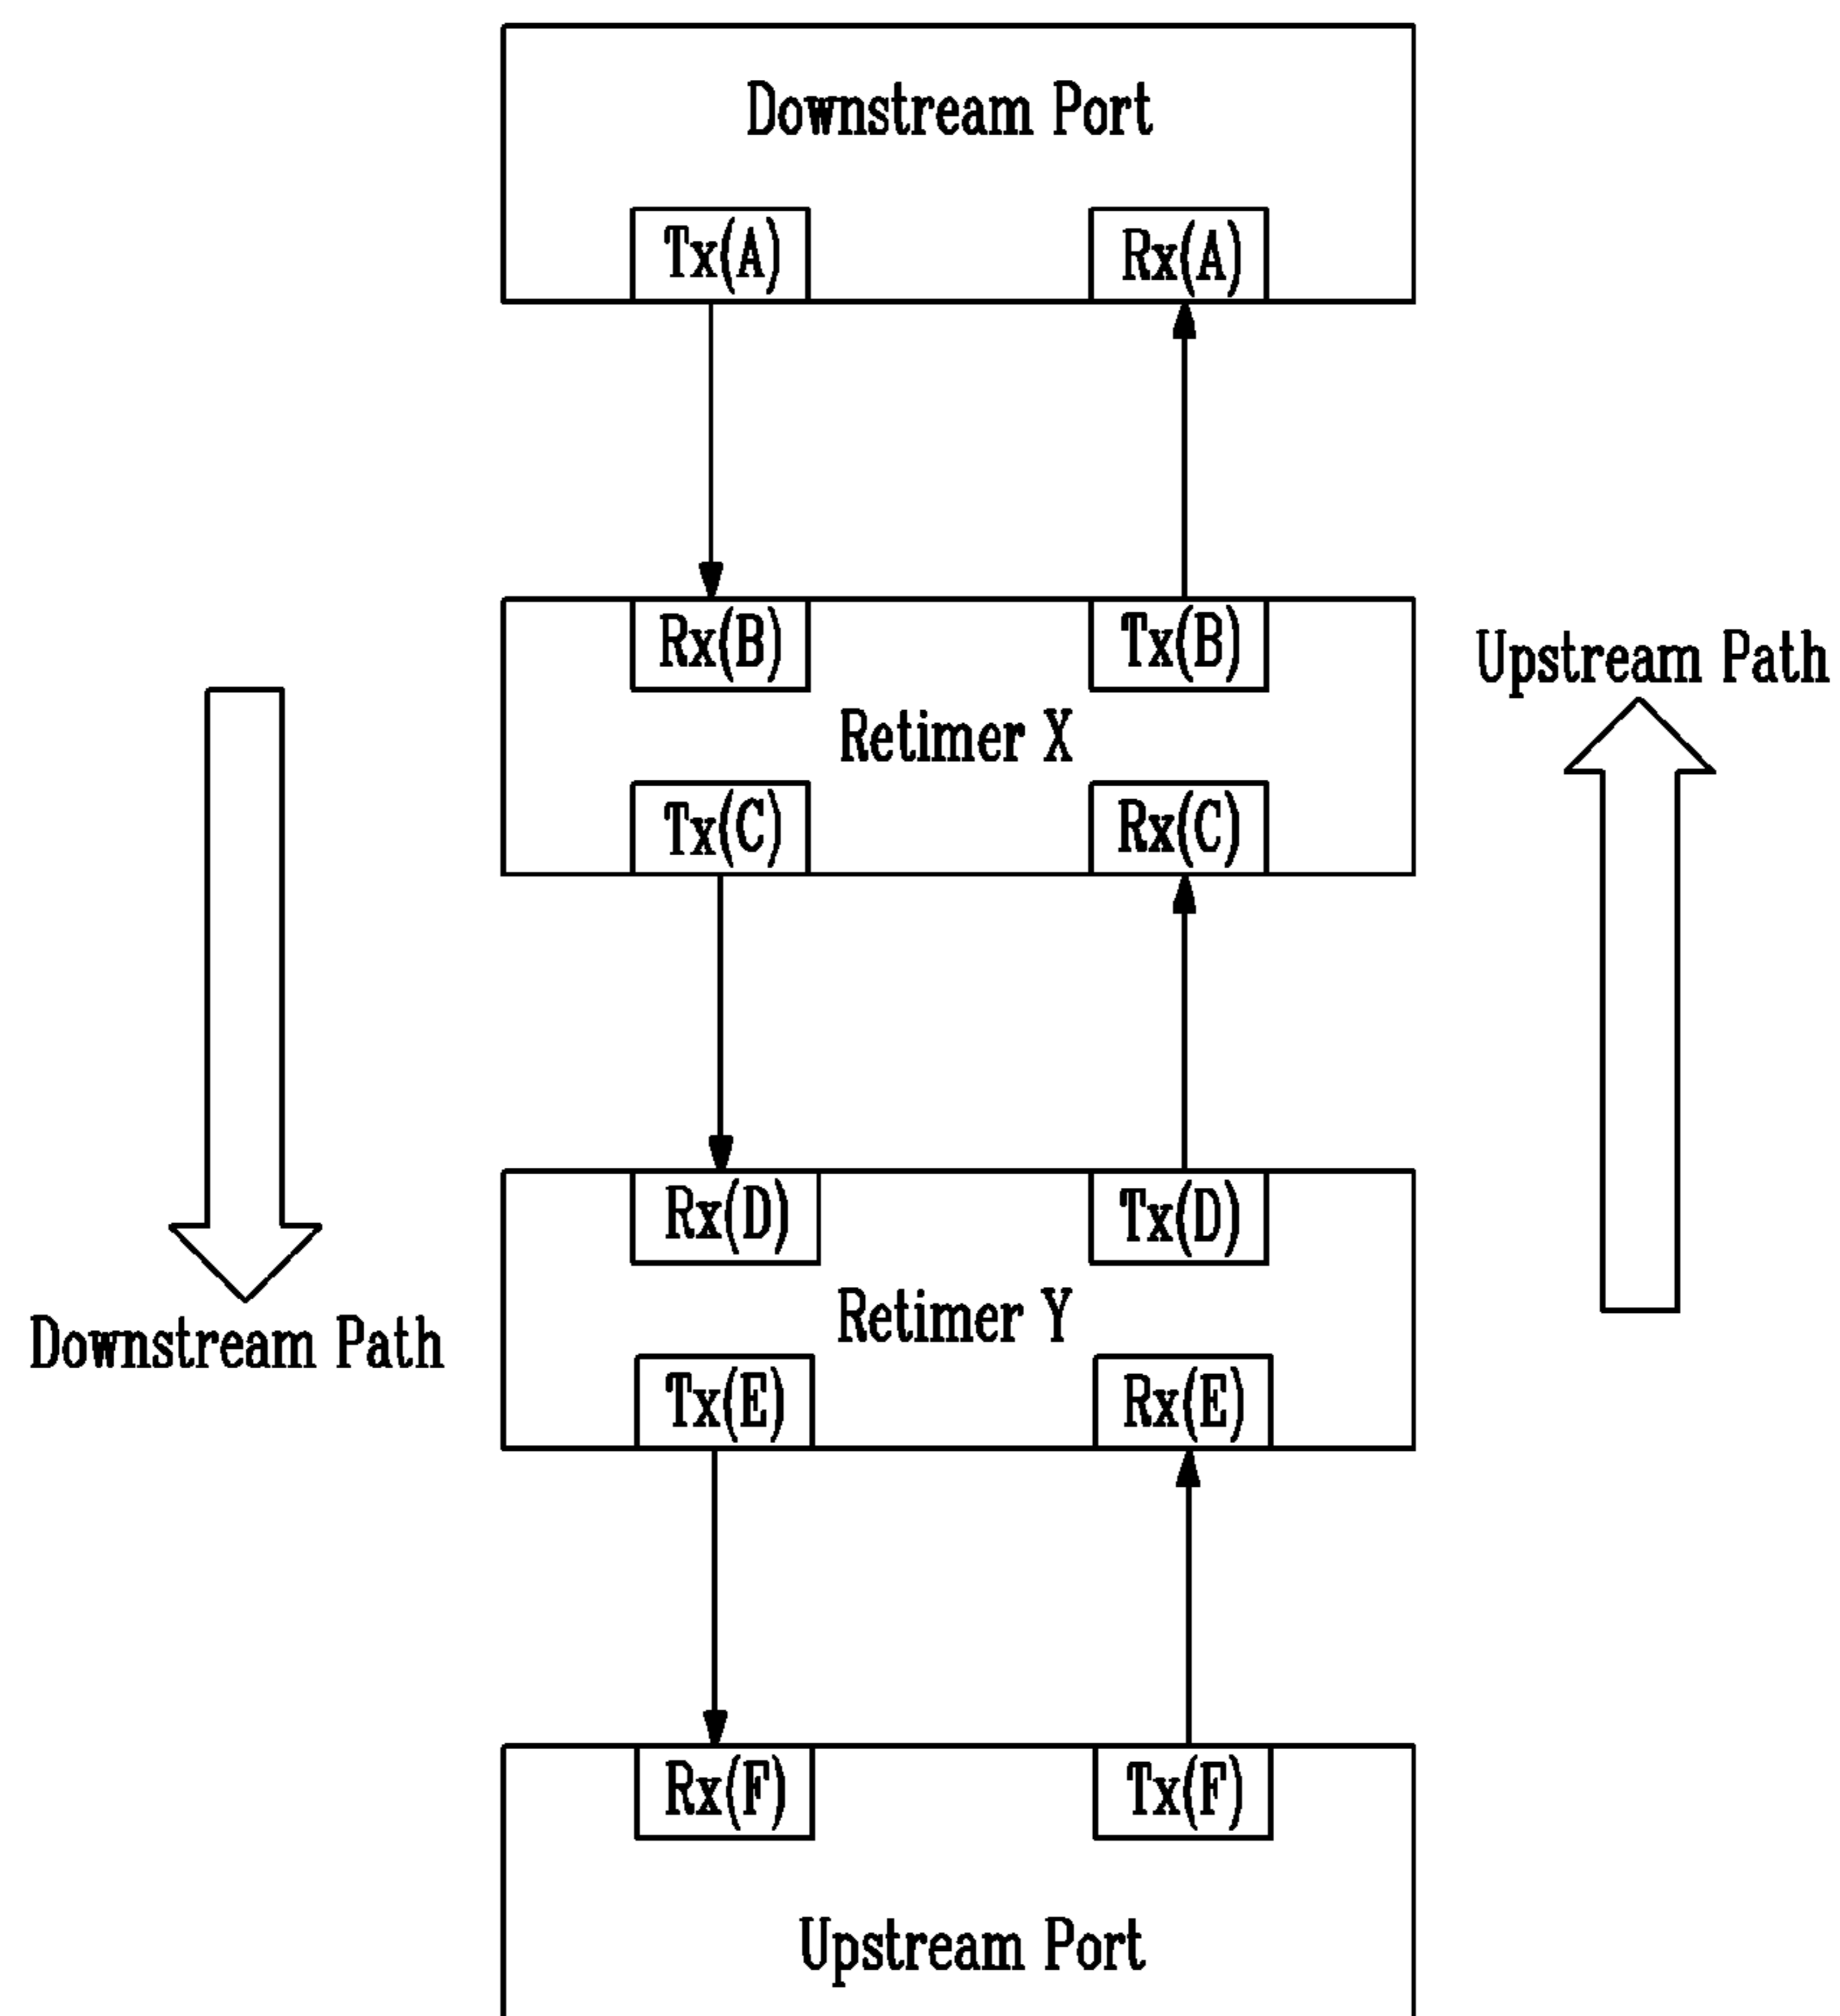 Downstream Port
Tx(A) Rx(A)
Rx(B) Tx(B)
Upstream Path
Retimer X
Tx(C) Rx(C)
Rx(D) Tx(D)
Retimer Y
Downstream Path
Tx(E) Rx(E)
Rx(F) Tx(F)
Upstream Port